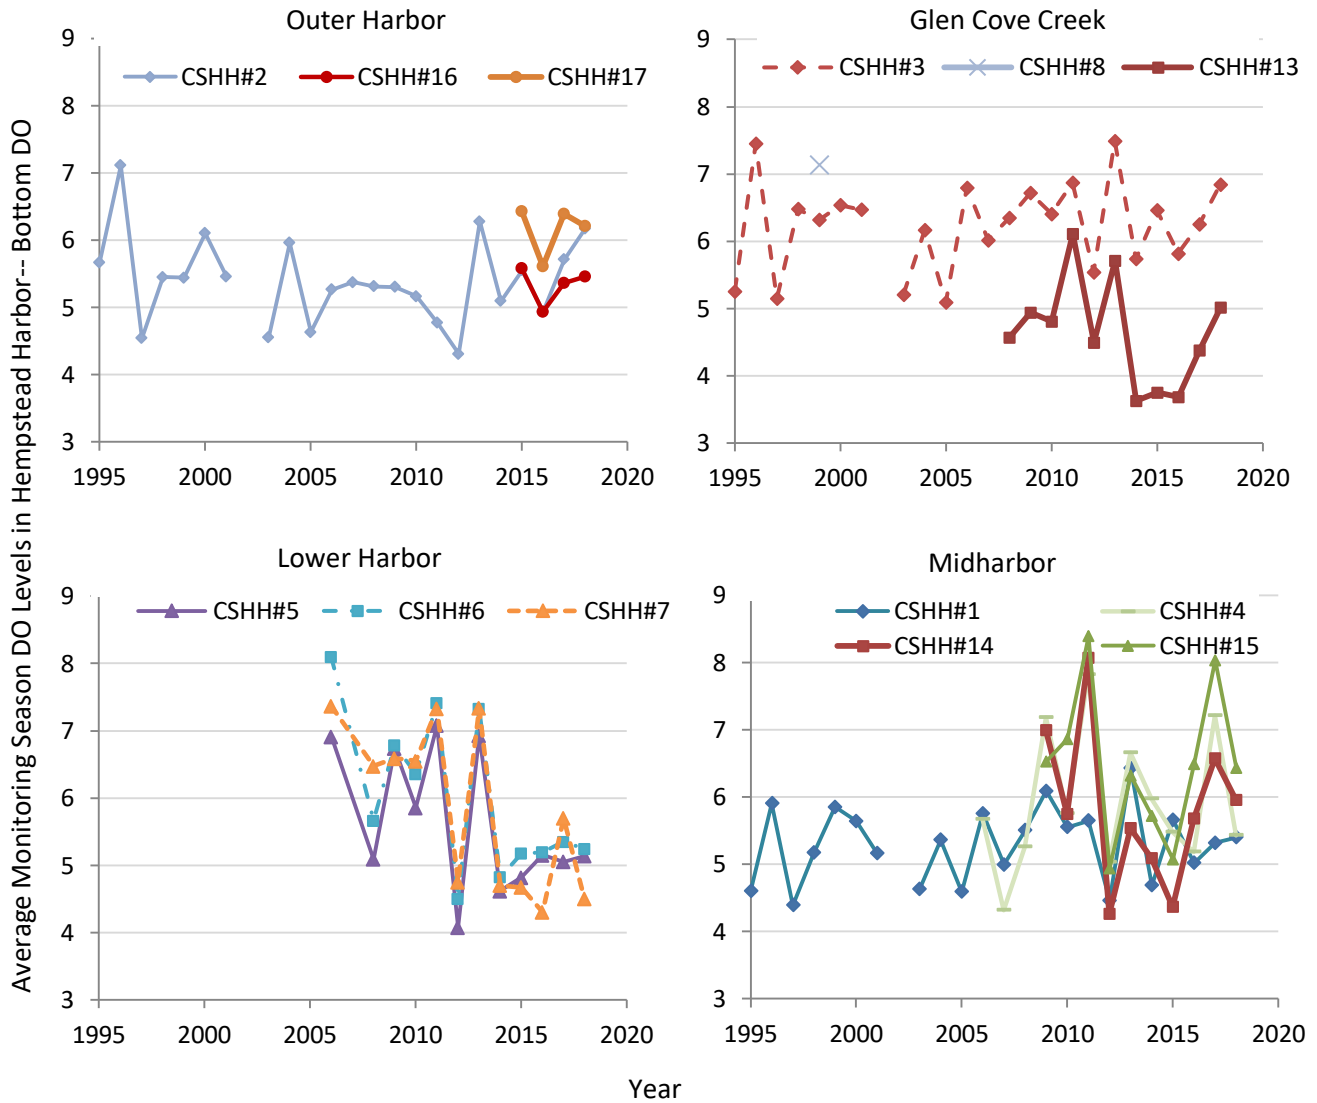 Average Monitoring Season DO Levels in Hempstead Harbor-- Bottom DO
Outer Harbor
CSHH#2 CSHH#16 CSHH#17
9
8
7
6
5
4
3
1995 2000 2005 2010 2015 2020
Glen Cove Creek
CSHH#3 CSHH#8 CSHH#13
9
8
7
6
5
4
3
1995 2000 2005 2010 2015 2020
Lower Harbor
CSHH#5 CSHH#6 CSHH#7
9
8
7
6
5
4
3
1995 2000 2005 2010 2015 2020
Midharbor
CSHH#1 CSHH#4
CSHH#14 CSHH#15
9
8
7
6
5
4
3
1995 2000 2005 2010 2015 2020
Year